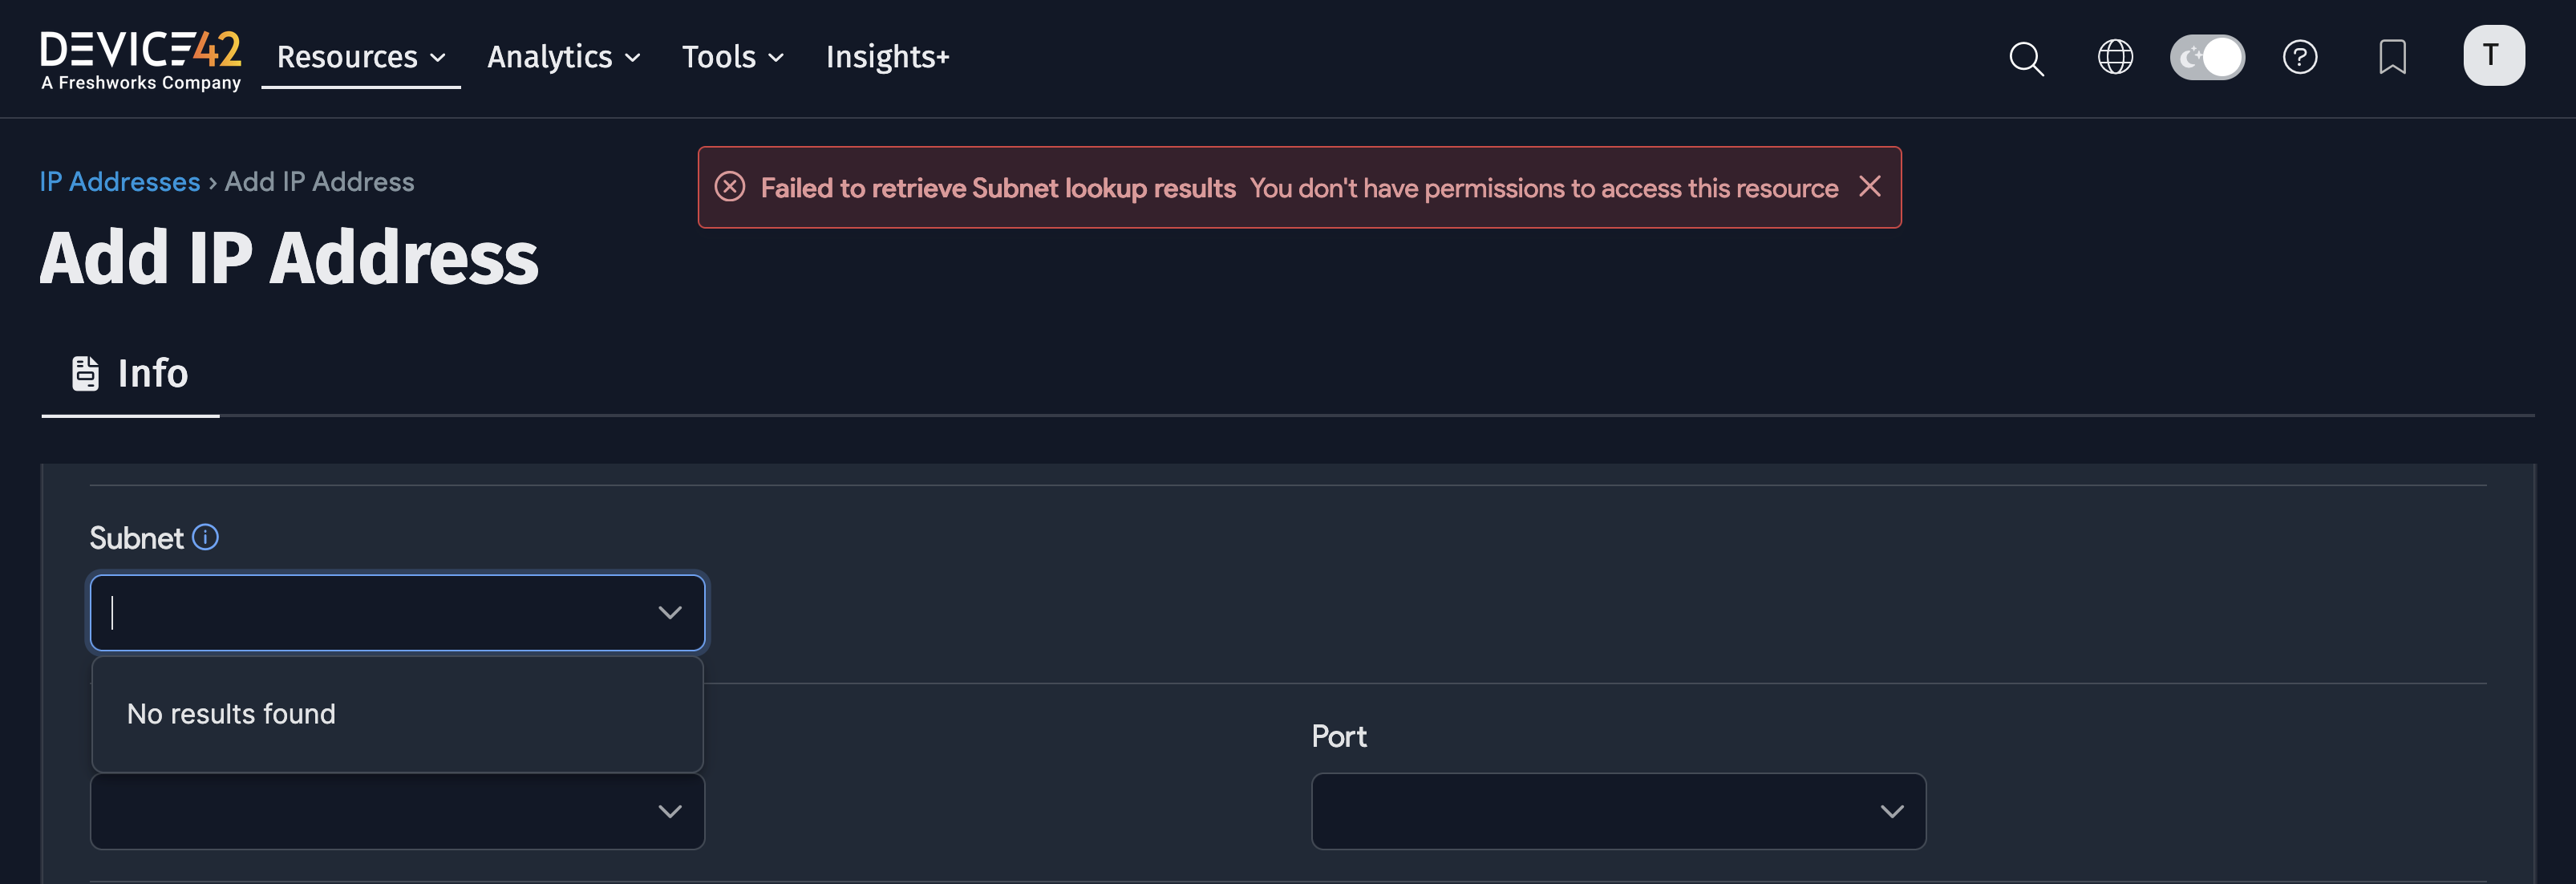 DEVICE42
A Freshworks Company
Resources
Analytics
Tools
Insights+
T
IP Addresses › Add IP Address
Failed to retrieve Subnet lookup results You don't have permissions to access this resource
Add IP Address
Info
Subnet
No results found
Port